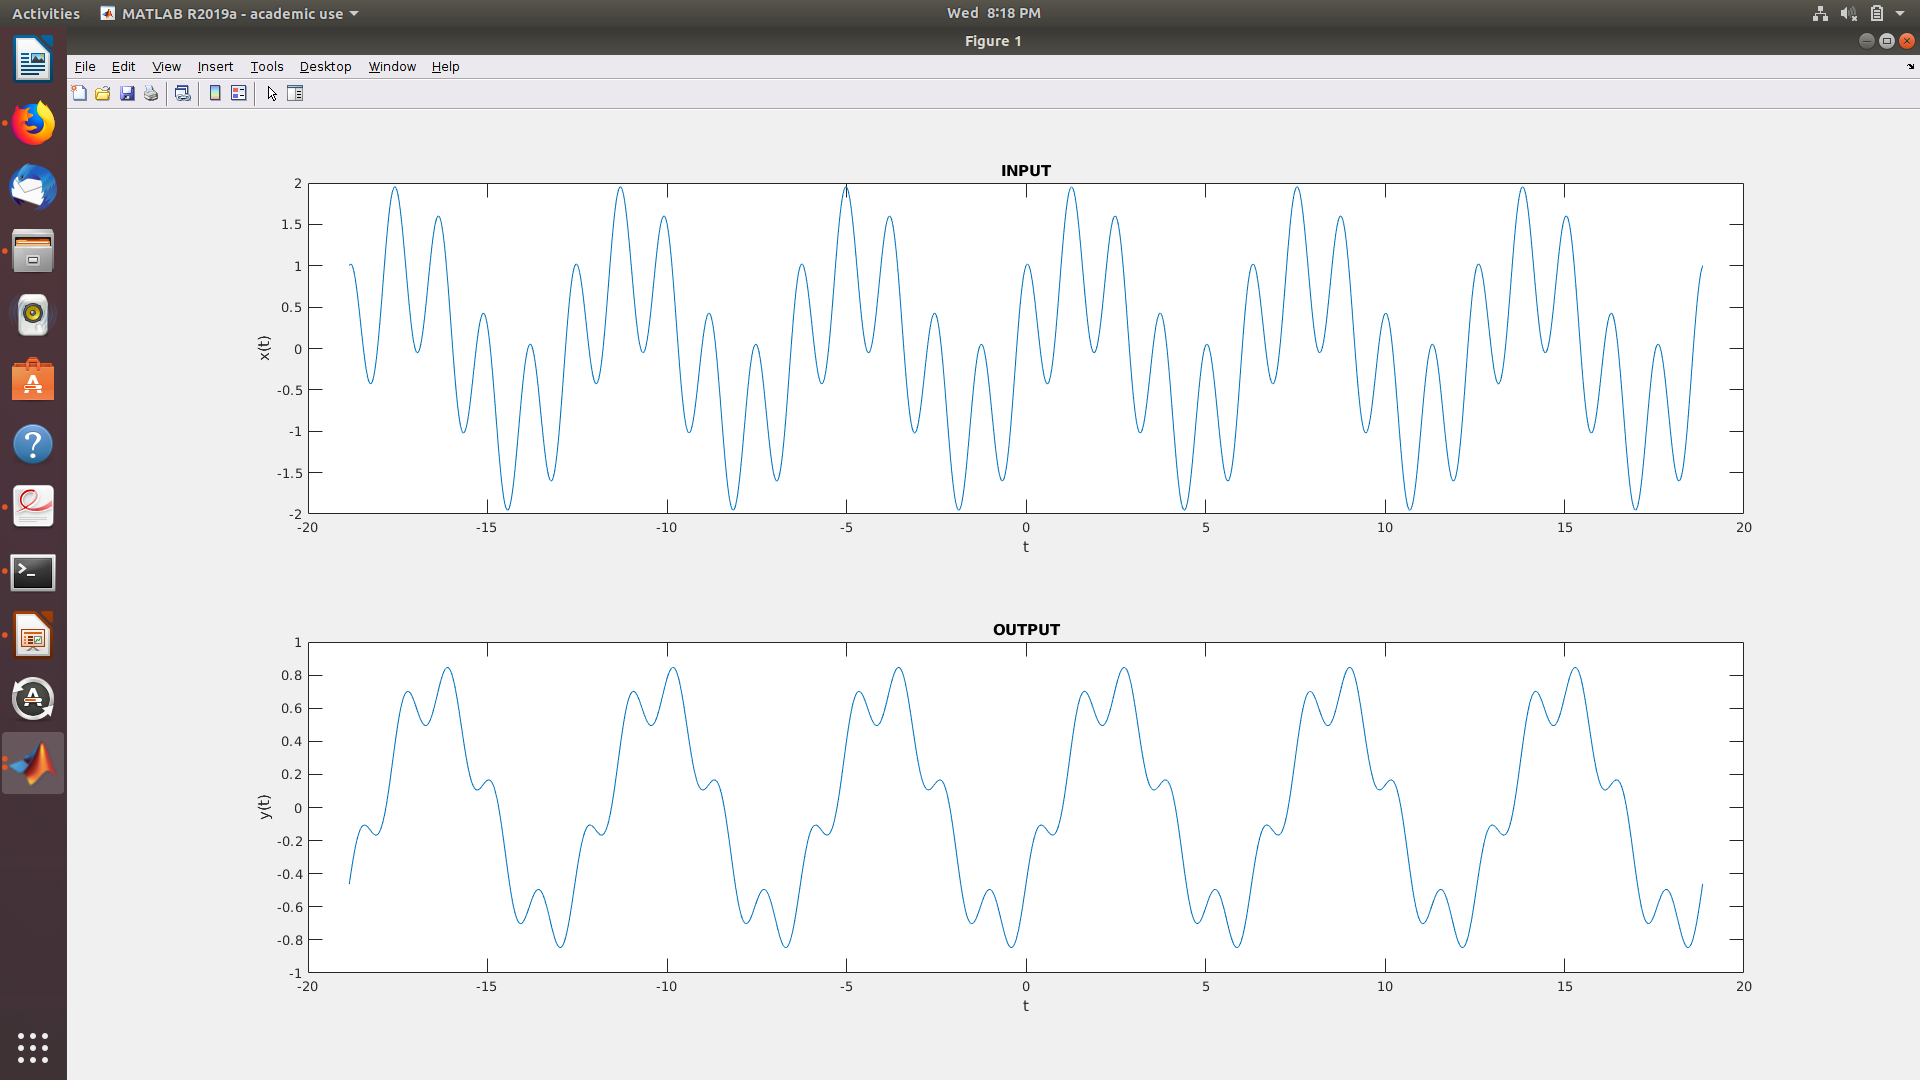 Activities MATLAB R2019a - academic use Wed 8:18 PM
Figure 1
File Edit View Insert Tools Desktop Window Help
INPUT
2
1.5
1
0.5
0
-0.5
-1
-1.5
-2
x(t)
-20 -15 -10 -5 0 5 10 15 20
t
OUTPUT
1
0.8
0.6
0.4
0.2
0
-0.2
-0.4
-0.6
-0.8
-1
y(t)
-20 -15 -10 -5 0 5 10 15 20
t